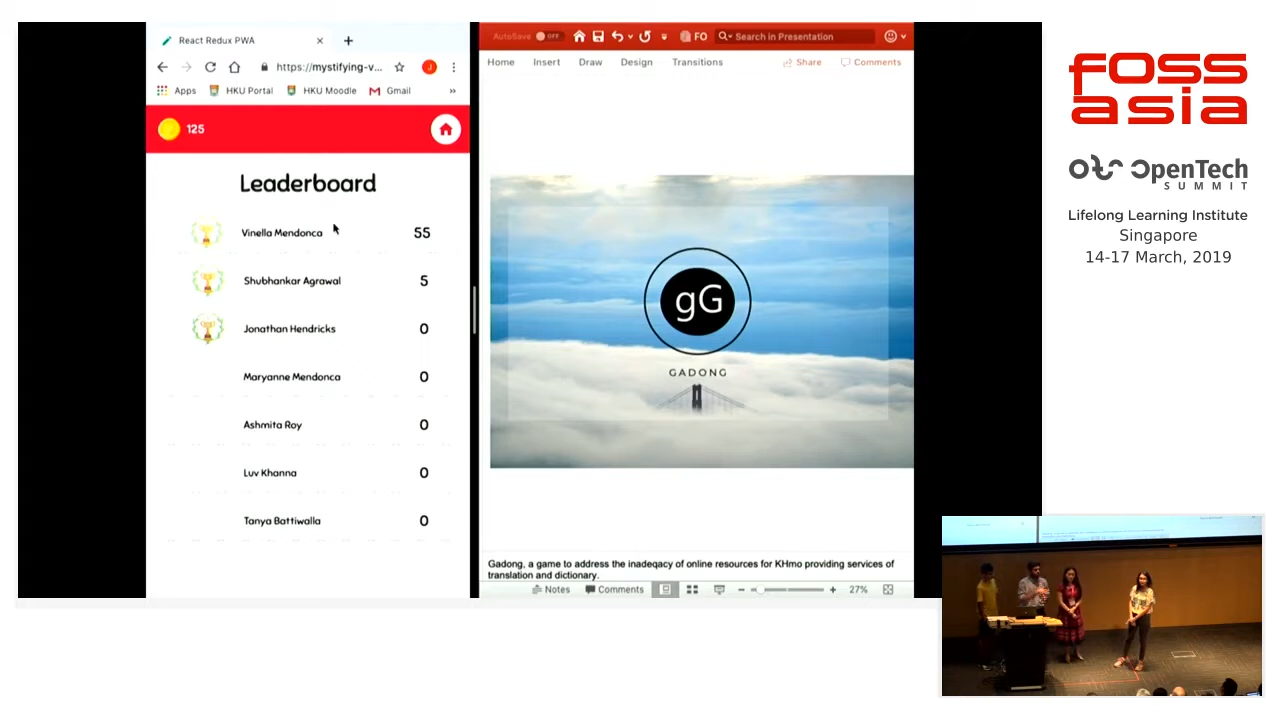 React Redux PWA
https://mystifying-v...
Apps HKU Portal HKU Moodle Gmail »
125
Leaderboard
Vinella Mendonca 55
Shubhankar Agrawal 5
Jonathan Hendricks 0
Maryanne Mendonca 0
Ashmita Roy 0
Luv Khanna 0
Tanya Battiwalla 0
AutoSave OFF FO Search in Presentation
Home Insert Draw Design Transitions Share Comments
gG
GADONG
Gadong, a game to address the inadeqacy of online resources for KHmo providing services of
translation and dictionary.
Notes Comments 27%
FOSS
asia
OpenTech
SUMMIT
Lifelong Learning Institute
Singapore
14-17 March, 2019